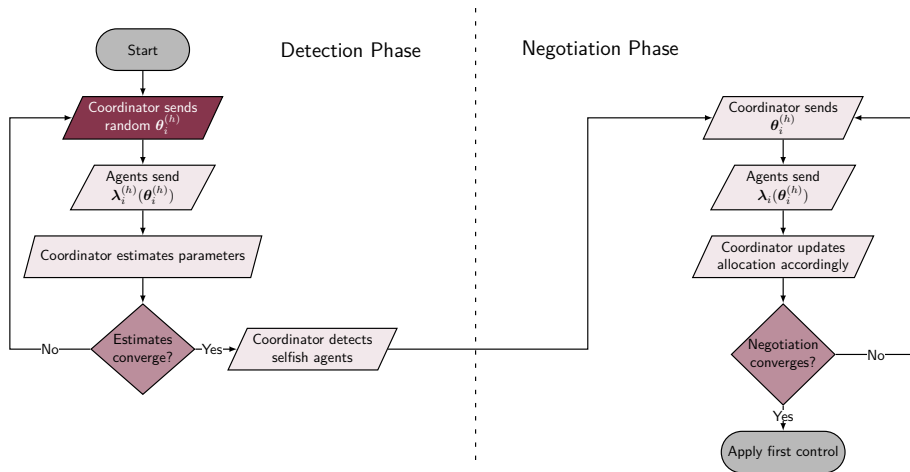 Start
Detection Phase
Coordinator sends
random θ_i^(h)
Agents send
λ_i^(h)(θ_i^(h))
Coordinator estimates parameters
Estimates
converge?
No
Yes
Coordinator detects
selfish agents
Negotiation Phase
Coordinator sends
θ_i^(h)
Agents send
λ_i(θ_i^(h))
Coordinator updates
allocation accordingly
Negotiation
converges?
No
Yes
Apply first control